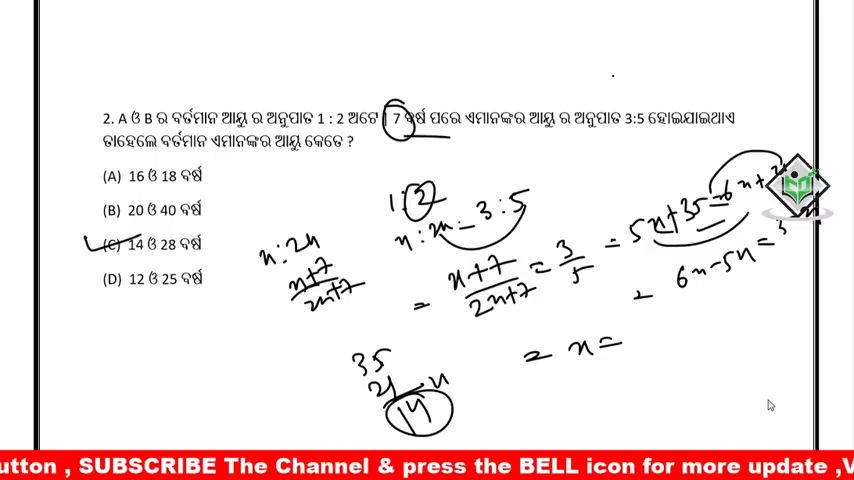 2. A ଓ B ର ବର୍ତମାନ ଆୟୁ ର ଅନୁପାତ 1 : 2 ଅଟେ । 7 ବର୍ଷ ପରେ ଏମାନଙ୍କର ଆୟୁ ର ଅନୁପାତ 3:5 ହୋଇଯାଇଥାଏ
ତାହେଲେ ବର୍ତମାନ ଏମାନଙ୍କର ଆୟୁ କେତେ ?
(A) 16 ଓ 18 ବର୍ଷ
(B) 20 ଓ 40 ବର୍ଷ
(C) 14 ଓ 28 ବର୍ଷ
(D) 12 ଓ 25 ବର୍ଷ
1:2
x:2x = 3:5
x:2x
x+7
2x+7
= x+7/2x+7 = 3/5
= 5x+35=6x+21
= 6x-5x=3
= x=
35
21
14
utton , SUBSCRIBE The Channel & press the BELL icon for more update ,V